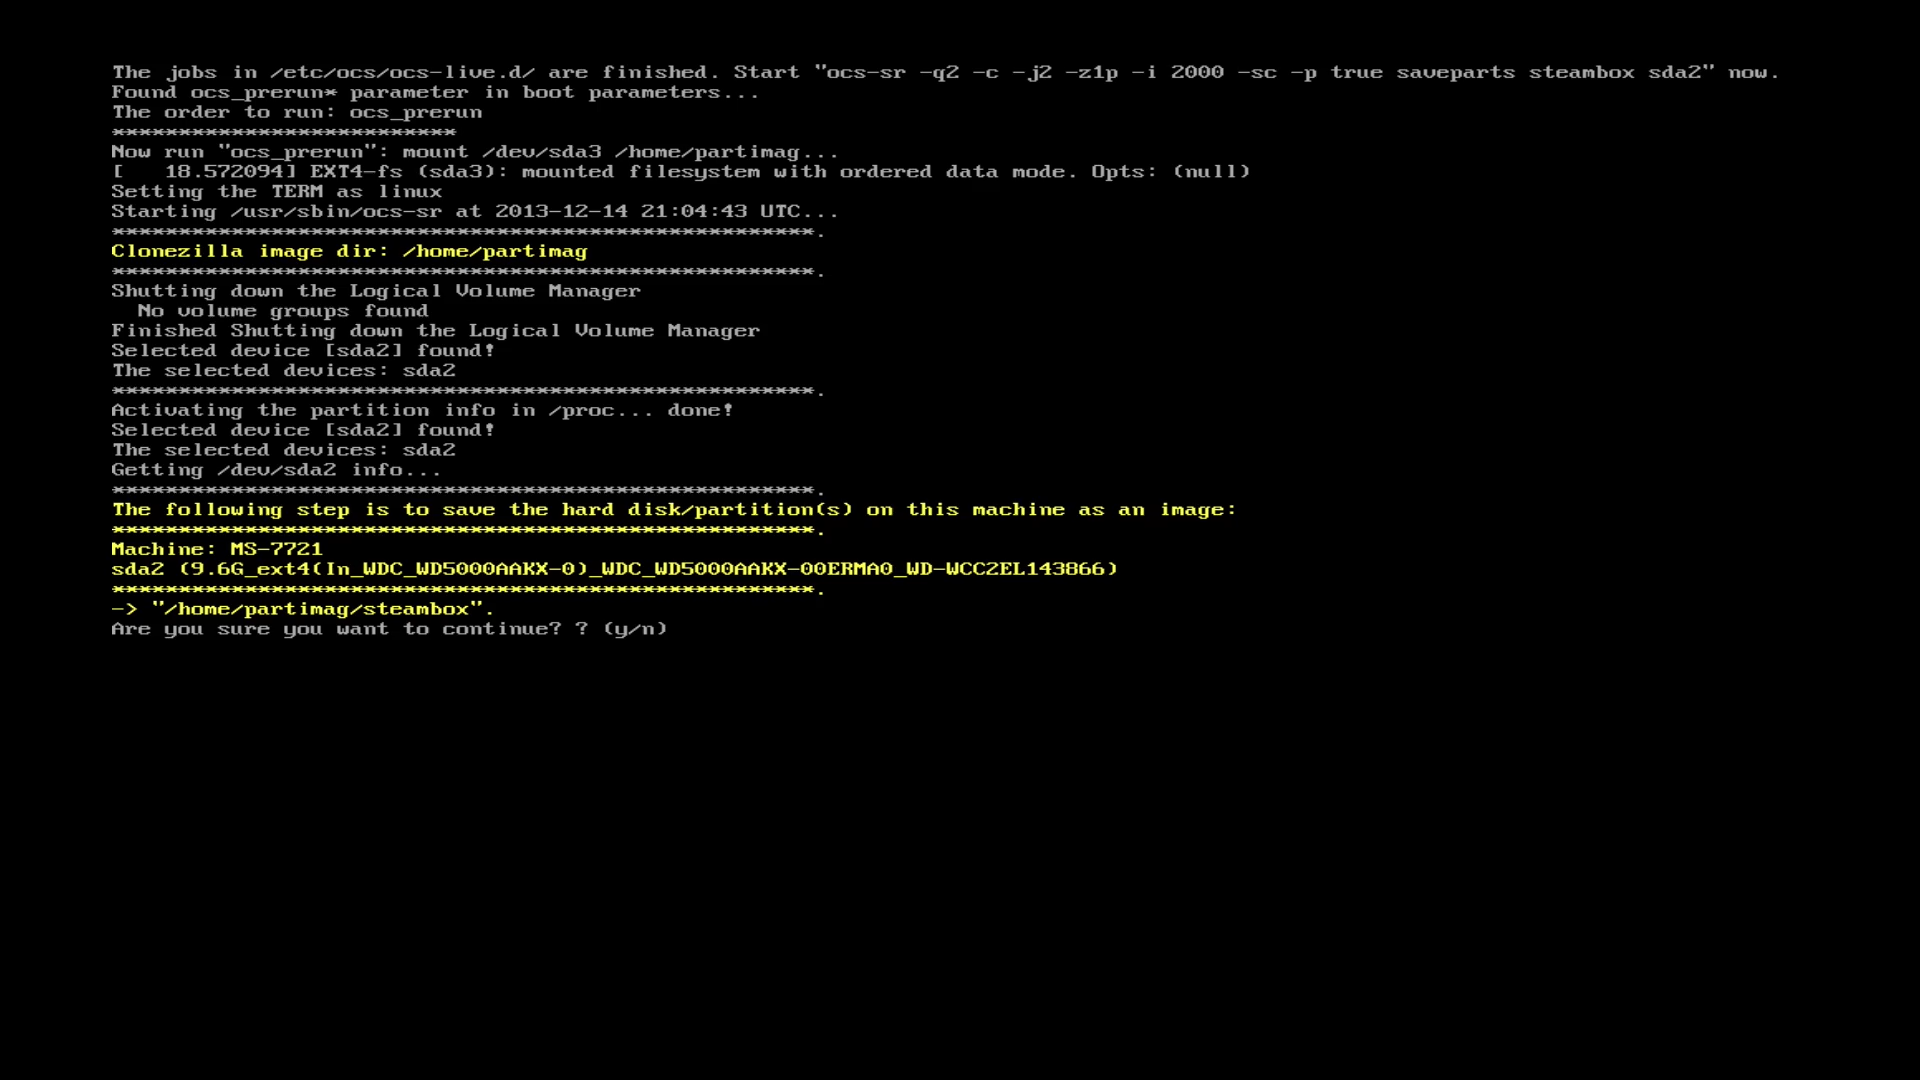 The jobs in /etc/ocs/ocs-live.d/ are finished. Start "ocs-sr -q2 -c -j2 -z1p -i 2000 -sc -p true saveparts steambox sda2" now.
Found ocs_prerun* parameter in boot parameters...
The order to run: ocs_prerun
**************************
Now run "ocs_prerun": mount /dev/sda3 /home/partimag...
[   18.572094] EXT4-fs (sda3): mounted filesystem with ordered data mode. Opts: (null)
Setting the TERM as linux
Starting /usr/sbin/ocs-sr at 2013-12-14 21:04:43 UTC...
*****************************************************.
Clonezilla image dir: /home/partimag
*****************************************************.
Shutting down the Logical Volume Manager
  No volume groups found
Finished Shutting down the Logical Volume Manager
Selected device [sda2] found!
The selected devices: sda2
*****************************************************.
Activating the partition info in /proc... done!
Selected device [sda2] found!
The selected devices: sda2
Getting /dev/sda2 info...
*****************************************************.
The following step is to save the hard disk/partition(s) on this machine as an image:
*****************************************************.
Machine: MS-7721
sda2 (9.6G_ext4(In_WDC_WD5000AAKX-0)_WDC_WD5000AAKX-00ERMA0_WD-WCC2EL143866)
*****************************************************.
-> "/home/partimag/steambox".
Are you sure you want to continue? ? (y/n)